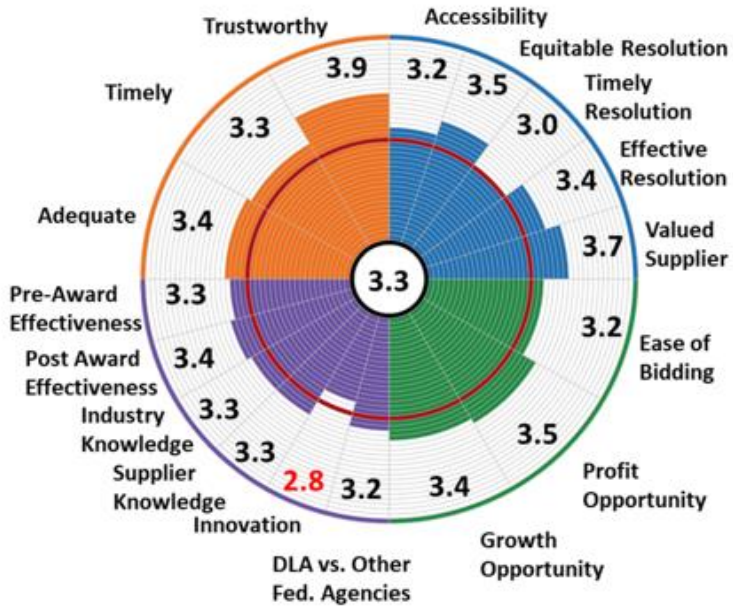 Accessibility
3.2
Equitable Resolution
3.5
Timely
Resolution
3.0
Effective
Resolution
3.4
Valued
Supplier
3.7
Ease of
Bidding
3.2
Profit
Opportunity
3.5
Growth
Opportunity
3.4
DLA vs. Other
Fed. Agencies
3.2
Innovation
2.8
Supplier
Knowledge
3.3
Industry
Knowledge
3.3
Post Award
Effectiveness
3.4
Pre-Award
Effectiveness
3.3
Adequate
3.4
Timely
3.3
Trustworthy
3.9
3.3